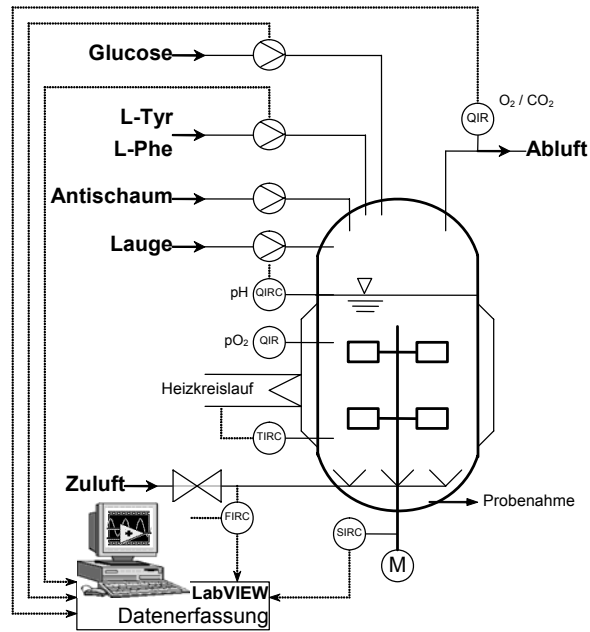 Glucose
O₂ / CO₂
QIR
L-Tyr
L-Phe
Abluft
Antischaum
Lauge
pH
QIRC
pO₂
QIR
Heizkreislauf
TIRC
Zuluft
Probenahme
FIRC
SIRC
M
LabVIEW
Datenerfassung